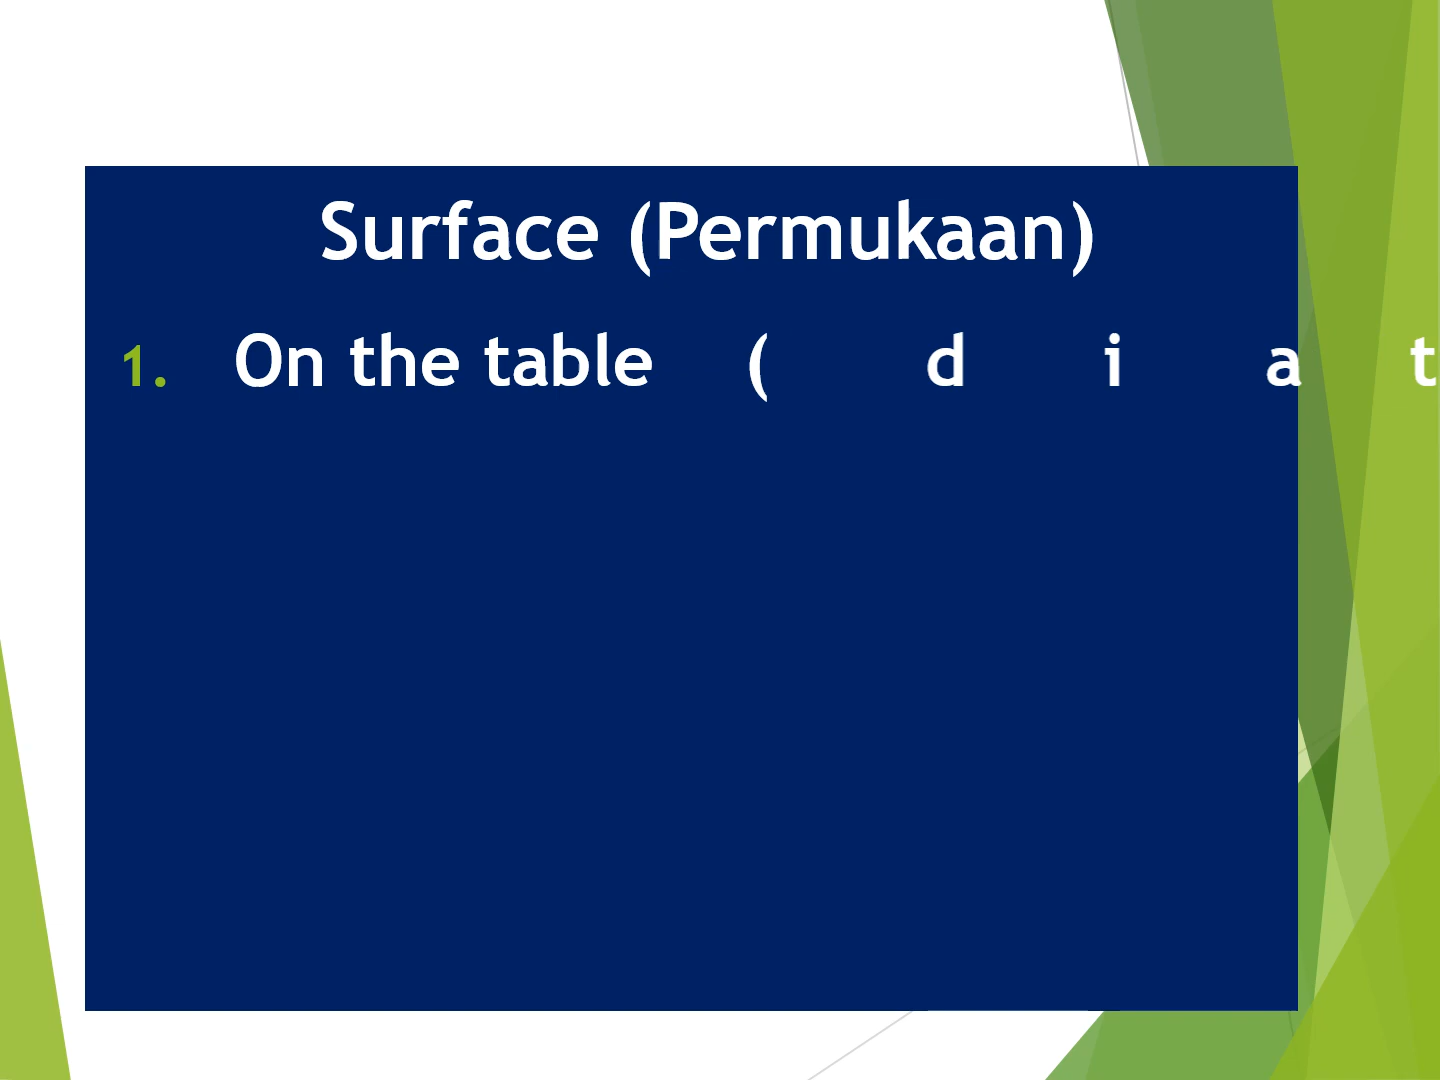 Surface (Permukaan)
1. On the table ( d i a t